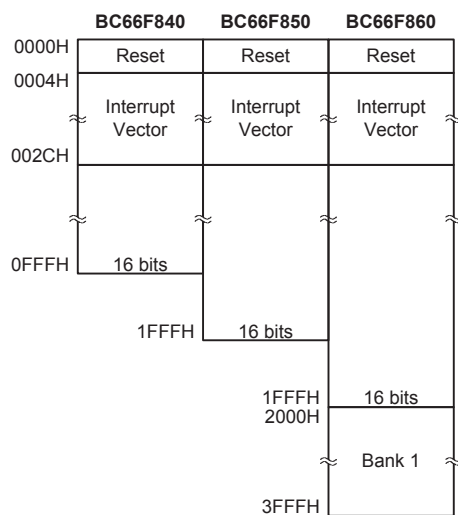 BC66F840 BC66F850 BC66F860
0000H
Reset Reset Reset
0004H
Interrupt Vector Interrupt Vector Interrupt Vector
002CH
0FFFH 16 bits
1FFFH 16 bits
1FFFH 16 bits
2000H
Bank 1
3FFFH